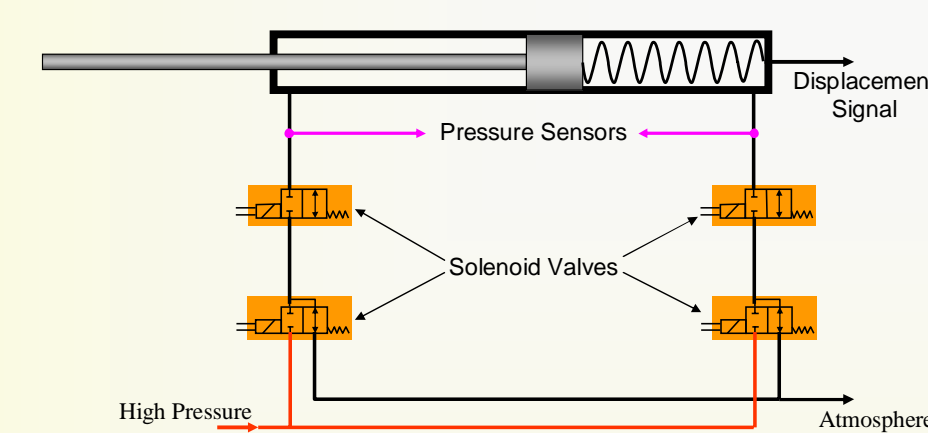 Displacemen
Signal
Pressure Sensors
Solenoid Valves
High Pressure
Atmosphere